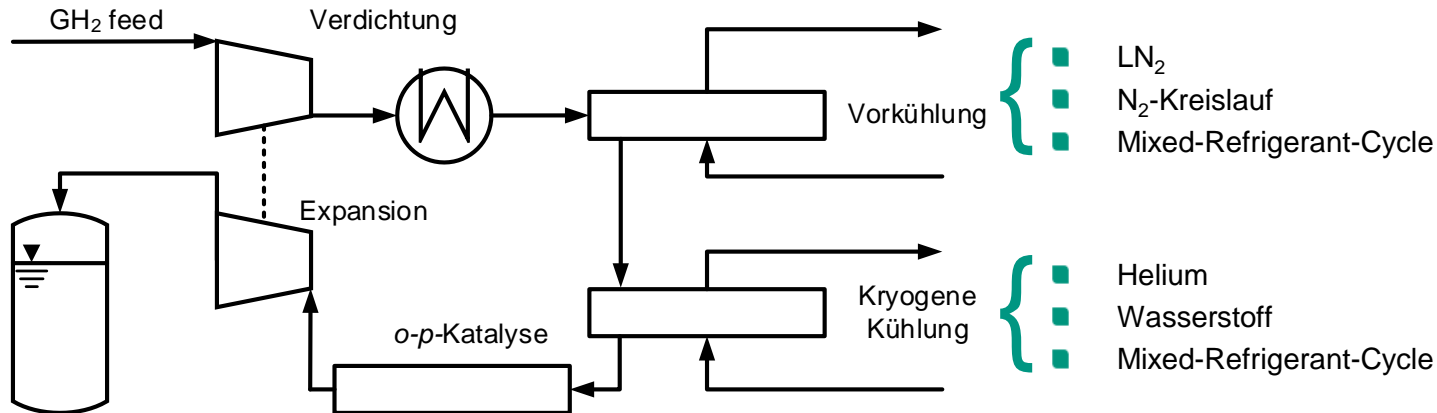 GH₂ feed
Verdichtung
Vorkühlung
LN₂
N₂-Kreislauf
Mixed-Refrigerant-Cycle
Expansion
Kryogene
Kühlung
Helium
Wasserstoff
Mixed-Refrigerant-Cycle
o-p-Katalyse